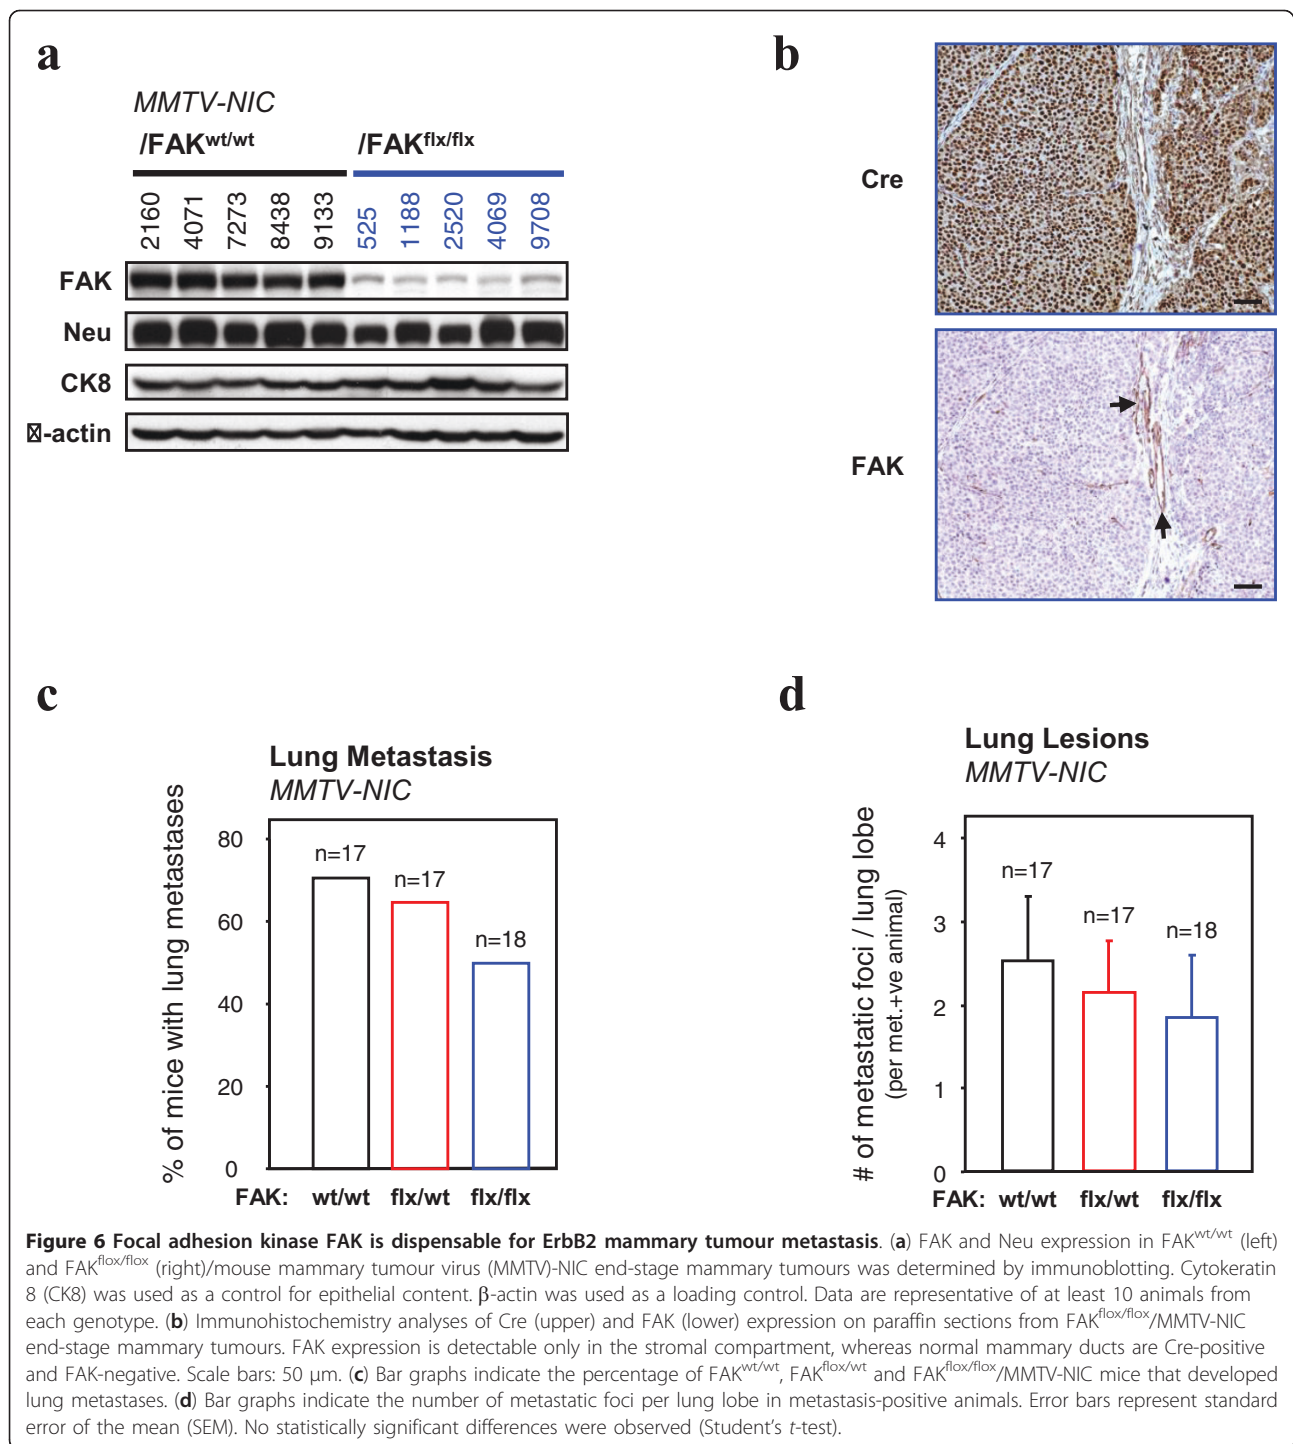 a
MMTV-NIC
/FAKwt/wt
/FAKflx/flx
2160
4071
7273
8438
9133
525
1188
2520
4069
9708
FAK
Neu
CK8
☒-actin
b
Cre
FAK
c
Lung Metastasis
MMTV-NIC
% of mice with lung metastases
80
60
40
20
0
n=17
n=17
n=18
FAK: wt/wt flx/wt flx/flx
d
Lung Lesions
MMTV-NIC
# of metastatic foci / lung lobe
(per met.+ve animal)
4
3
2
1
0
n=17
n=17
n=18
FAK: wt/wt flx/wt flx/flx
Figure 6 Focal adhesion kinase FAK is dispensable for ErbB2 mammary tumour metastasis. (a) FAK and Neu expression in FAKwt/wt (left)
and FAKflox/flox (right)/mouse mammary tumour virus (MMTV)-NIC end-stage mammary tumours was determined by immunoblotting. Cytokeratin
8 (CK8) was used as a control for epithelial content. β-actin was used as a loading control. Data are representative of at least 10 animals from
each genotype. (b) Immunohistochemistry analyses of Cre (upper) and FAK (lower) expression on paraffin sections from FAKflox/flox/MMTV-NIC
end-stage mammary tumours. FAK expression is detectable only in the stromal compartment, whereas normal mammary ducts are Cre-positive
and FAK-negative. Scale bars: 50 μm. (c) Bar graphs indicate the percentage of FAKwt/wt, FAKflox/wt and FAKflox/flox/MMTV-NIC mice that developed
lung metastases. (d) Bar graphs indicate the number of metastatic foci per lung lobe in metastasis-positive animals. Error bars represent standard
error of the mean (SEM). No statistically significant differences were observed (Student's t-test).